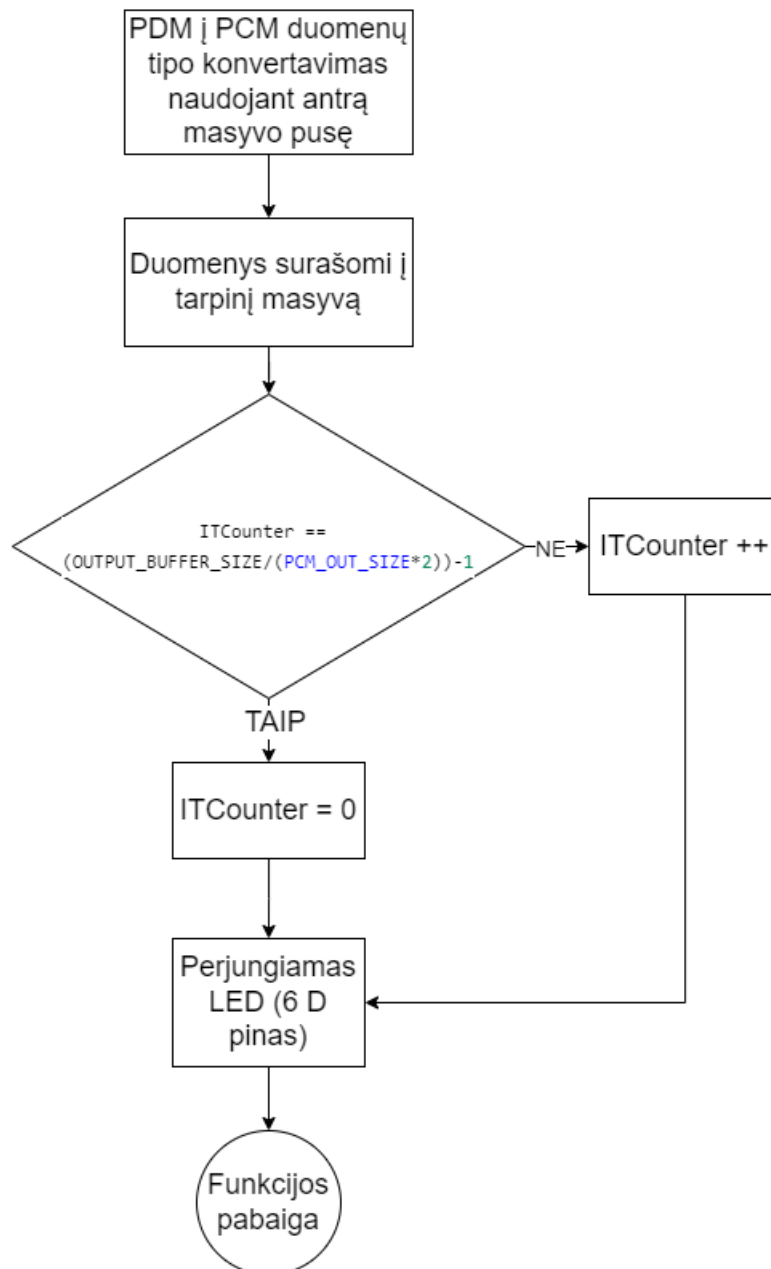 PDM į PCM duomenų
tipo konvertavimas
naudojant antrą
masyvo pusę
Duomenys surašomi į
tarpinį masyvą
ITCounter ==
(OUTPUT_BUFFER_SIZE/(PCM_OUT_SIZE*2))-1
NE
ITCounter ++
TAIP
ITCounter = 0
Perjungiamas
LED (6 D
pinas)
Funkcijos
pabaiga